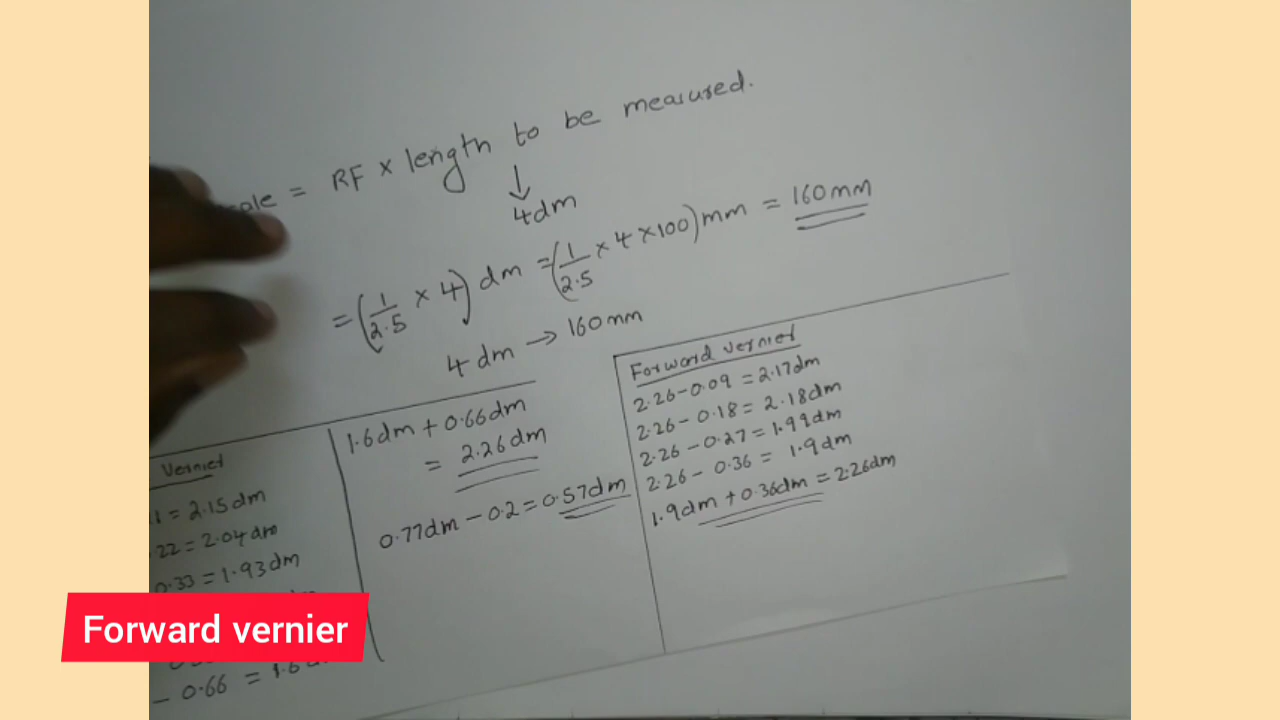 = RF × length to be measured.
↓
4dm
= (1/2.5 × 4) dm = (1/2.5 × 4 × 100) mm = 160mm
4 dm → 160mm
Vernier
= 2.15dm
.22 = 2.04dm
0.33 = 1.93dm
- 0.66 = 1.6
1.6dm + 0.66dm
= 2.26dm
0.77dm - 0.2 = 0.57dm
Forward vernier
2.26-0.09 = 2.17dm
2.26-0.18 = 2.18dm
2.26-0.27 = 1.99dm
2.26-0.36 = 1.9dm
1.9dm + 0.36dm = 2.26dm
Forward vernier